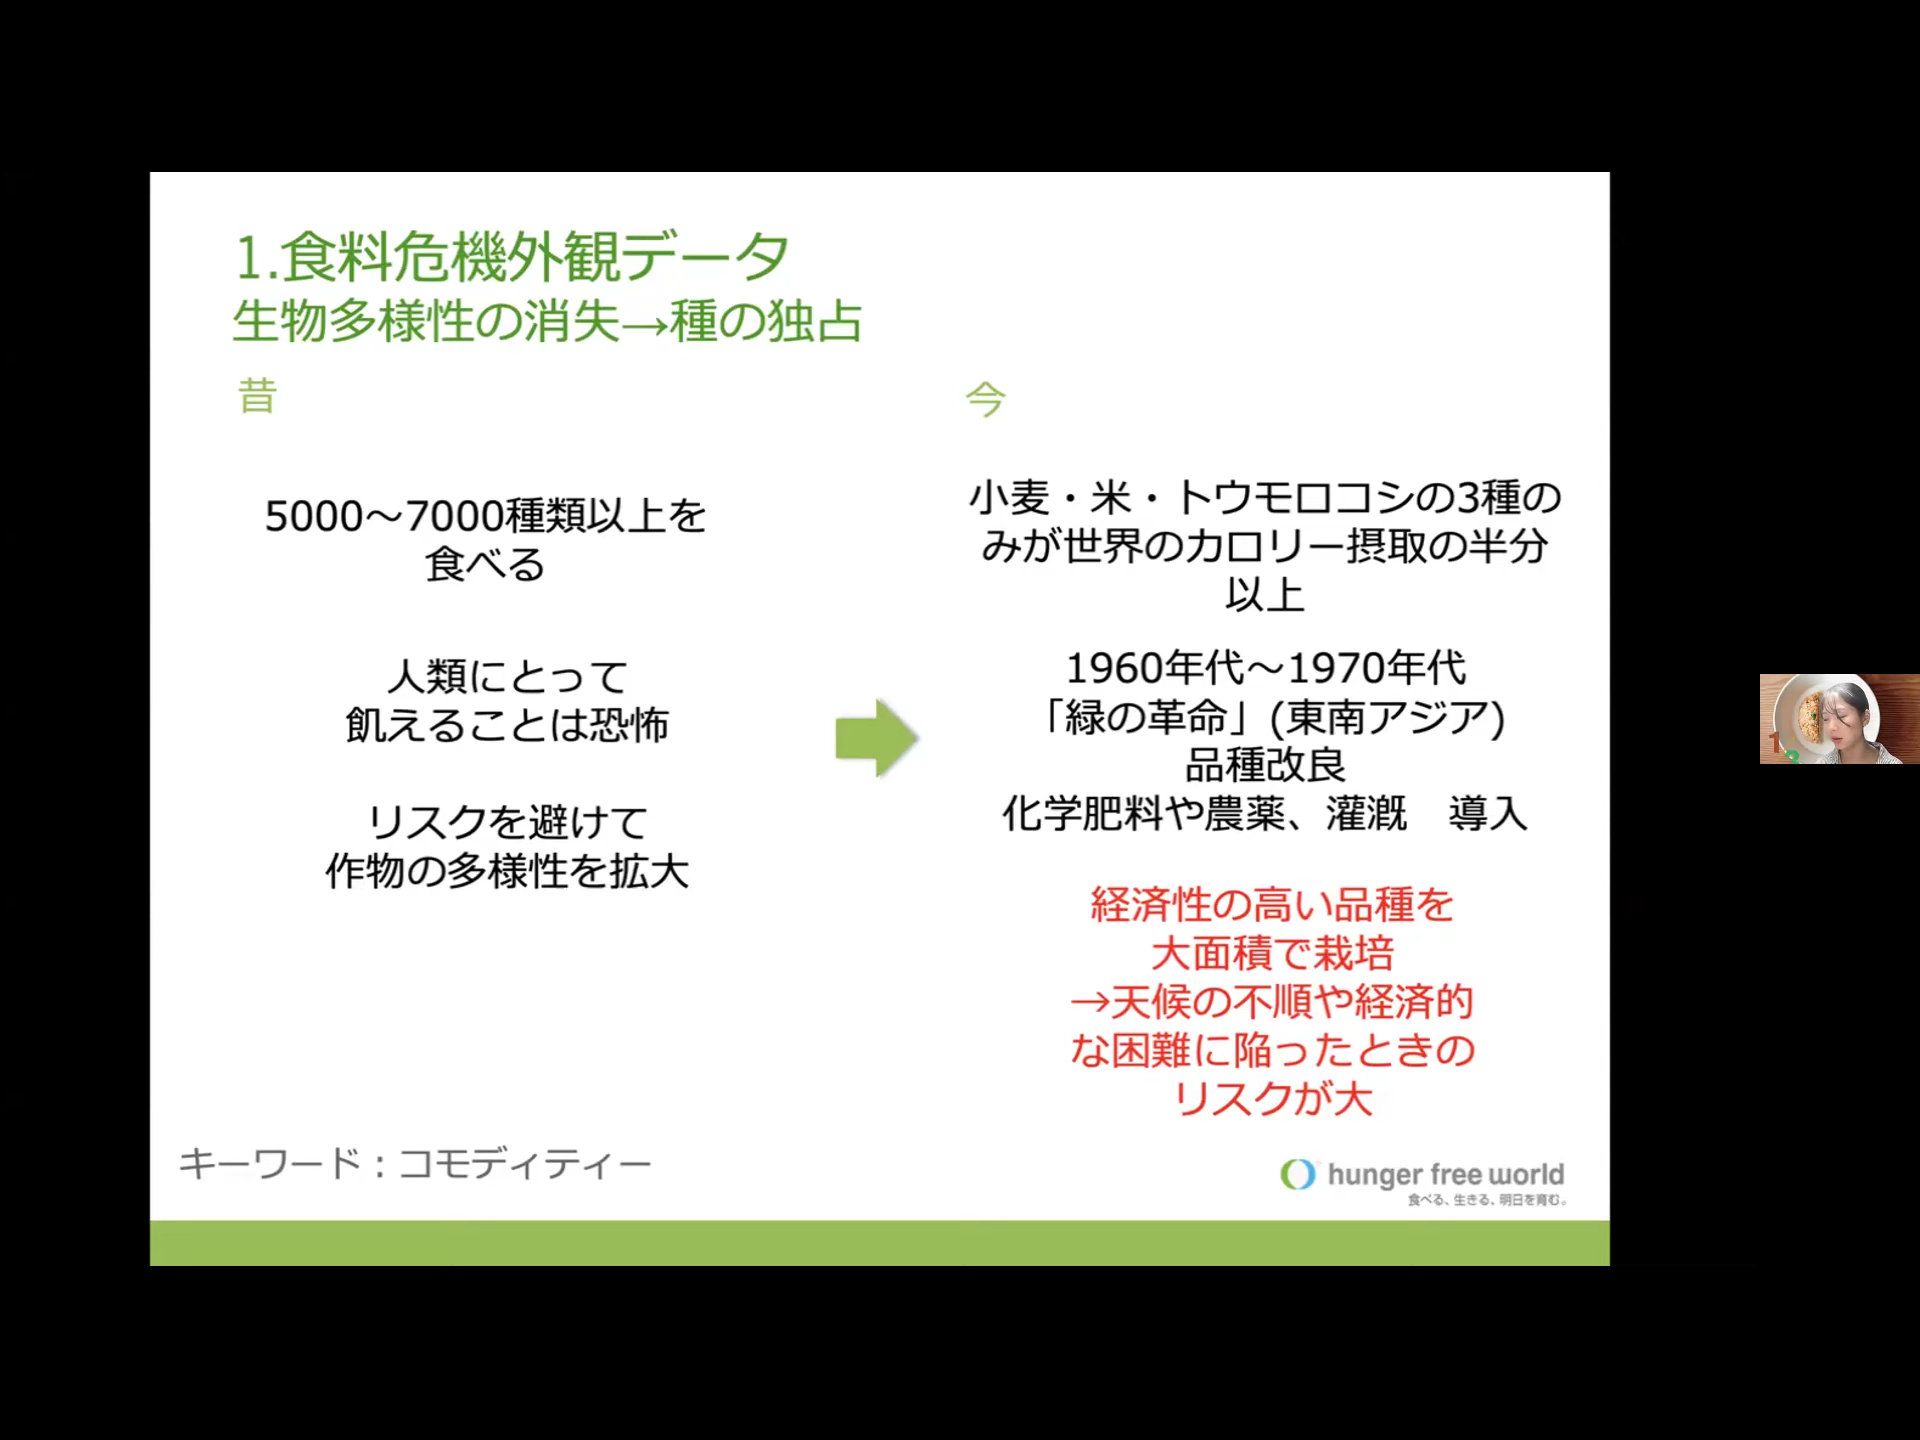 1.食料危機外観データ
生物多様性の消失→種の独占
昔
5000～7000種類以上を
食べる
人類にとって
飢えることは恐怖
リスクを避けて
作物の多様性を拡大
今
小麦・米・トウモロコシの3種の
みが世界のカロリー摂取の半分
以上
1960年代～1970年代
「緑の革命」(東南アジア)
品種改良
化学肥料や農薬、灌漑　導入
経済性の高い品種を
大面積で栽培
→天候の不順や経済的
な困難に陥ったときの
リスクが大
キーワード：コモディティー
hunger free world
食べる、生きる、明日を育む。